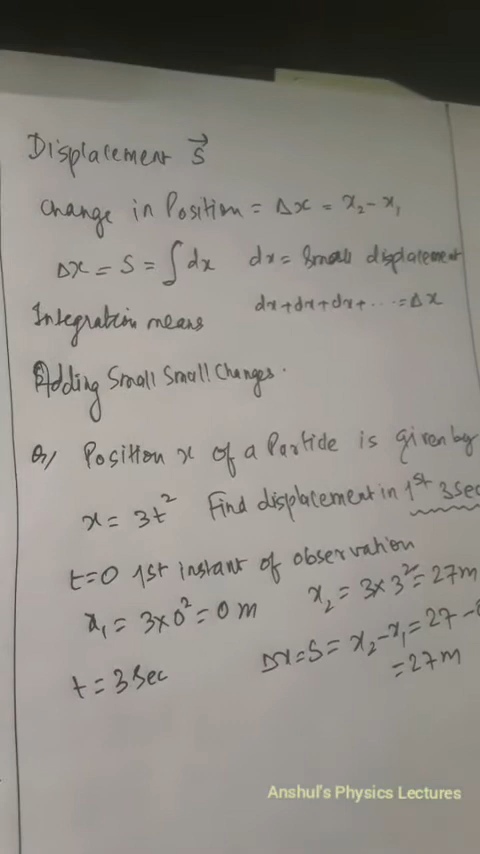 Displacement S⃗
Change in Position = Δx = x₂ - x₁
Δx = S = ∫dx dx = Small displacement
Integration means dx+dx+dx+... = Δx
Adding Small Small Changes.
Q/ Position x of a Particle is given by
x = 3t² Find displacement in 1st 3Sec
t=0 1st instant of observation
x₁ = 3×0² = 0 m x₂ = 3×3² = 27m
t = 3Sec Δx=S= x₂-x₁ = 27 -
= 27m
Anshul's Physics Lectures